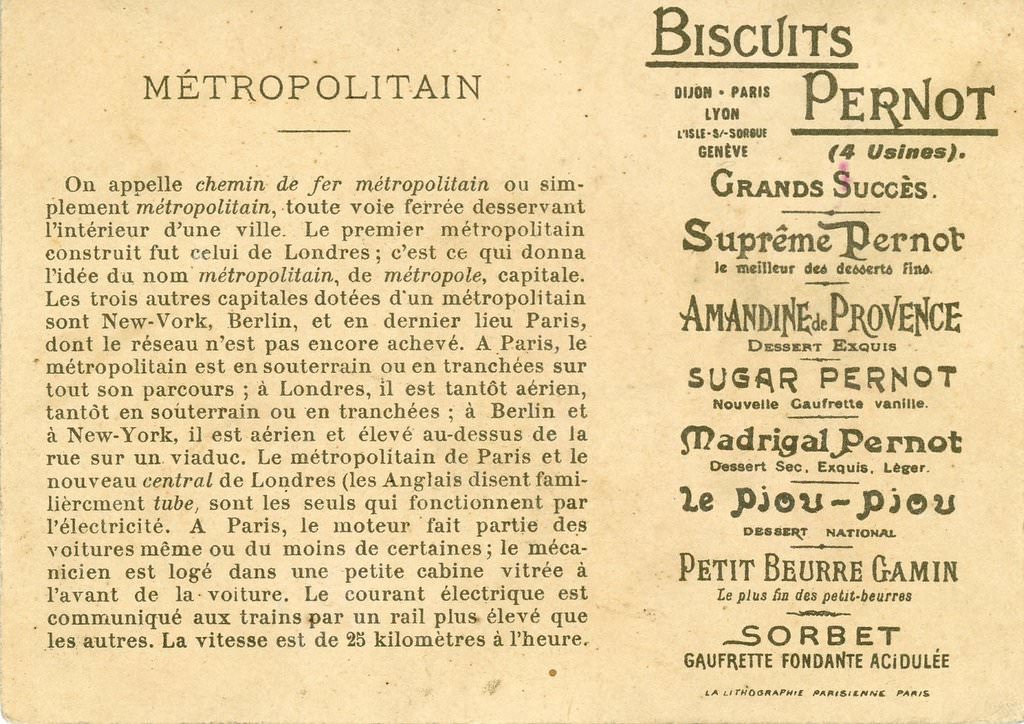 MÉTROPOLITAIN
On appelle chemin de fer métropolitain ou sim-
plement métropolitain, toute voie ferrée desservant
l'intérieur d'une ville. Le premier métropolitain
construit fut celui de Londres ; c'est ce qui donna
l'idée du nom métropolitain, de métropole, capitale.
Les trois autres capitales dotées d'un métropolitain
sont New-Vork, Berlin, et en dernier lieu Paris,
dont le réseau n'est pas encore achevé. A Paris, le
métropolitain est en souterrain ou en tranchées sur
tout son parcours ; à Londres, il est tantôt aérien,
tantôt en souterrain ou en tranchées ; à Berlin et
à New-York, il est aérien et élevé au-dessus de la
rue sur un viaduc. Le métropolitain de Paris et le
nouveau central de Londres (les Anglais disent fami-
lièrcment tube, sont les seuls qui fonctionnent par
l'électricité. A Paris, le moteur fait partie des
voitures même ou du moins de certaines ; le méca-
nicien est logé dans une petite cabine vitrée à
l'avant de la voiture. Le courant électrique est
communiqué aux trains par un rail plus élevé que
les autres. La vitesse est de 25 kilomètres à l'heure.
BISCUITS
PERNOT
DIJON • PARIS
LYON
L'ISLE-S/-SORGUE
GENÈVE
(4 Usines).
GRANDS SUCCÈS.
Suprême Pernot
le meilleur des desserts fins.
AMANDINE de PROVENCE
DESSERT EXQUIS
SUGAR PERNOT
Nouvelle Gaufrette vanille.
Madrigal Pernot
Dessert Sec, Exquis, Léger.
Le Pjou-Pjou
DESSERT NATIONAL
PETIT BEURRE GAMIN
Le plus fin des petit-beurres
SORBET
GAUFRETTE FONDANTE ACIDULÉE
LA LITHOGRAPHIE PARISIENNE PARIS